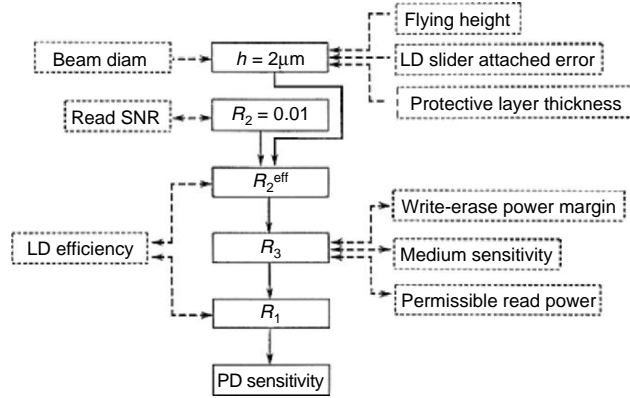 Flying height
Beam diam
h = 2μm
LD slider attached error
Read SNR
R2 = 0.01
Protective layer thickness
R2eff
Write-erase power margin
LD efficiency
R3
Medium sensitivity
Permissible read power
R1
PD sensitivity